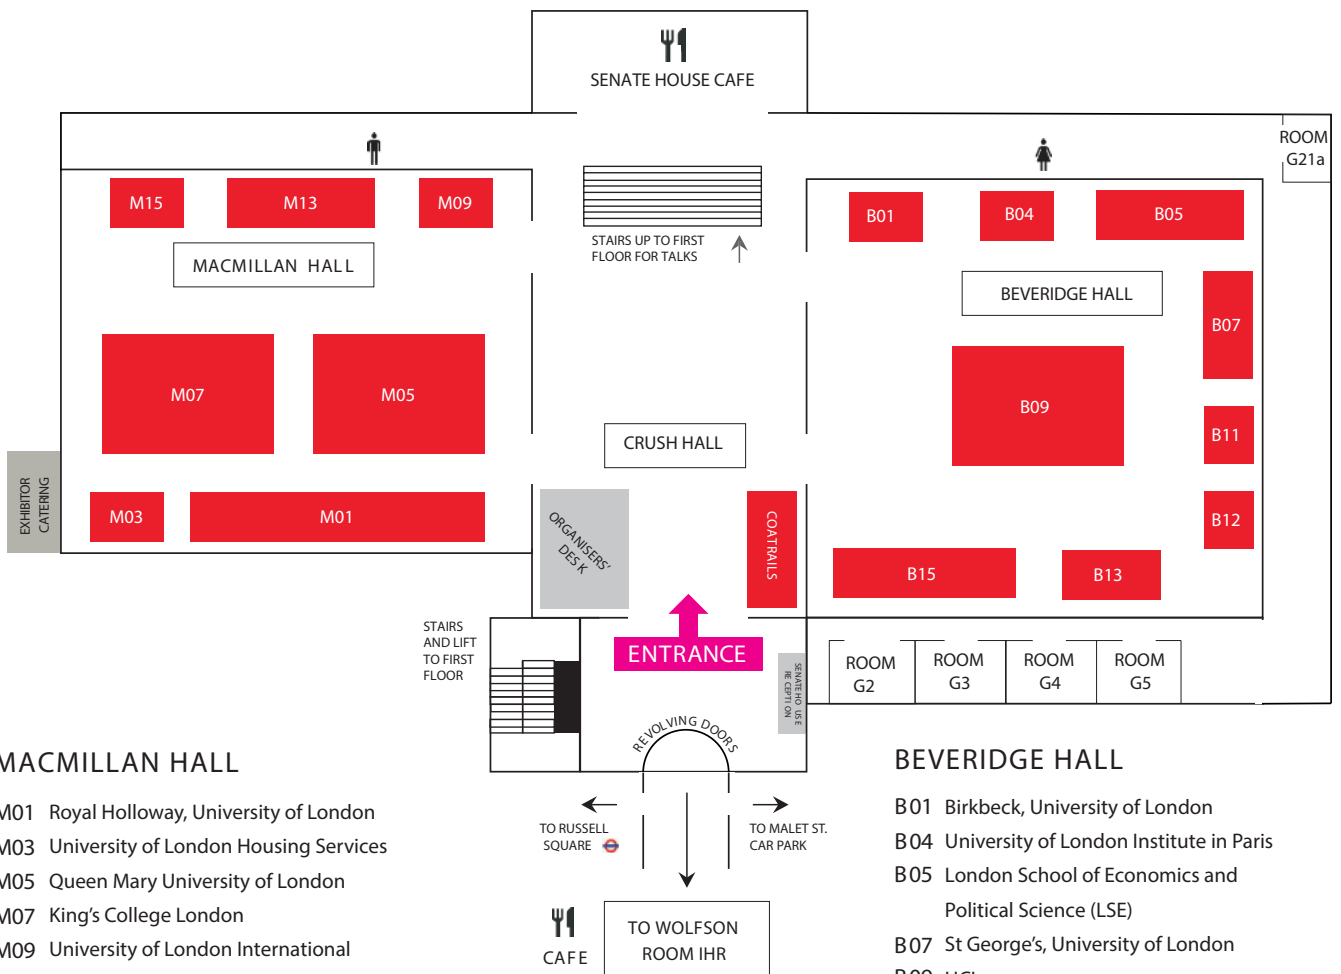 SENATE HOUSE CAFE
ROOM
G21a
M15
M13
M09
B01
B04
B05
STAIRS UP TO FIRST
FLOOR FOR TALKS
MACMILLAN HALL
BEVERIDGE HALL
B07
M07
M05
B09
CRUSH HALL
B11
EXHIBITOR
CATERING
M03
M01
ORGANISERS'
DESK
COATRAILS
B12
B15
B13
STAIRS
AND LIFT
TO FIRST
FLOOR
ENTRANCE
SENATE HOUSE
RECEPTION
ROOM
G2
ROOM
G3
ROOM
G4
ROOM
G5
REVOLVING DOORS
TO RUSSELL
SQUARE
TO MALET ST.
CAR PARK
CAFE
TO WOLFSON
ROOM IHR
MACMILLAN HALL
M01 Royal Holloway, University of London
M03 University of London Housing Services
M05 Queen Mary University of London
M07 King's College London
M09 University of London International
BEVERIDGE HALL
B01 Birkbeck, University of London
B04 University of London Institute in Paris
B05 London School of Economics and
Political Science (LSE)
B07 St George's, University of London